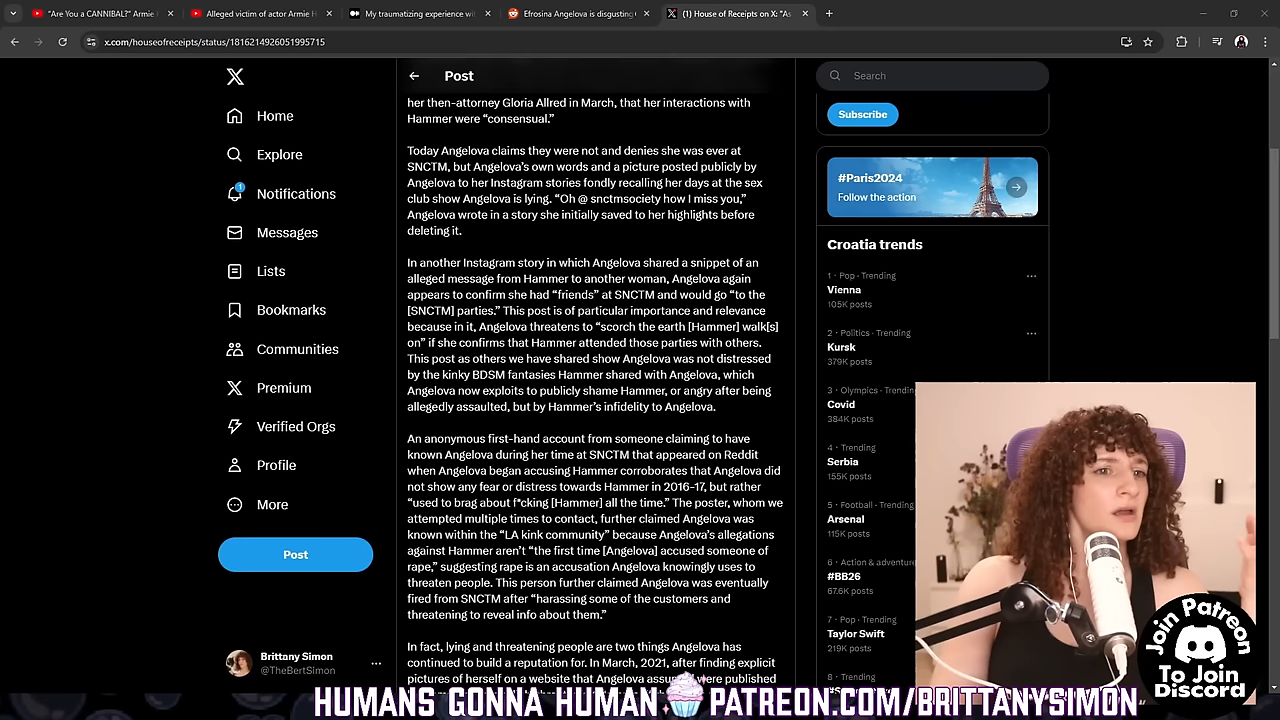 "Are You a CANNIBAL?" Armie
Alleged victim of actor Armie H
My traumatizing experience wi
Efrosina Angelova is disgusting
(1) House of Receipts on X: "As
x.com/houseofreceipts/status/1816214926051995715
Post
Search
Subscribe
Home
Explore
1
Notifications
Messages
Lists
Bookmarks
Communities
Premium
Verified Orgs
Profile
More
Post
Brittany Simon
@TheBertSimon
her then-attorney Gloria Allred in March, that her interactions with
Hammer were “consensual.”
Today Angelova claims they were not and denies she was ever at
SNCTM, but Angelova’s own words and a picture posted publicly by
Angelova to her Instagram stories fondly recalling her days at the sex
club show Angelova is lying. “Oh @ snctmsociety how I miss you,”
Angelova wrote in a story she initially saved to her highlights before
deleting it.
In another Instagram story in which Angelova shared a snippet of an
alleged message from Hammer to another woman, Angelova again
appears to confirm she had “friends” at SNCTM and would go “to the
[SNCTM] parties.” This post is of particular importance and relevance
because in it, Angelova threatens to “scorch the earth [Hammer] walk[s]
on” if she confirms that Hammer attended those parties with others.
This post as others we have shared show Angelova was not distressed
by the kinky BDSM fantasies Hammer shared with Angelova, which
Angelova now exploits to publicly shame Hammer, or angry after being
allegedly assaulted, but by Hammer’s infidelity to Angelova.
An anonymous first-hand account from someone claiming to have
known Angelova during her time at SNCTM that appeared on Reddit
when Angelova began accusing Hammer corroborates that Angelova did
not show any fear or distress towards Hammer in 2016-17, but rather
“used to brag about f*cking [Hammer] all the time.” The poster, whom we
attempted multiple times to contact, further claimed Angelova was
known within the “LA kink community” because Angelova’s allegations
against Hammer aren’t “the first time [Angelova] accused someone of
rape,” suggesting rape is an accusation Angelova knowingly uses to
threaten people. This person further claimed Angelova was eventually
fired from SNCTM after “harassing some of the customers and
threatening to reveal info about them.”
In fact, lying and threatening people are two things Angelova has
continued to build a reputation for. In March, 2021, after finding explicit
pictures of herself on a website that Angelova were published
#Paris2024
Follow the action
Croatia trends
1 · Pop · Trending
Vienna
105K posts
2 · Politics · Trending
Kursk
379K posts
3 · Olympics · Trending
Covid
384K posts
4 · Trending
Serbia
155K posts
5 · Football · Trending
Arsenal
115K posts
6 · Action & adventure
#BB26
67.6K posts
7 · Pop · Trending
Taylor Swift
219K posts
8 · Trending
Join Patreon
To Join
Discord
HUMANS GONNA HUMAN PATREON.COM/BRITTANYSIMON